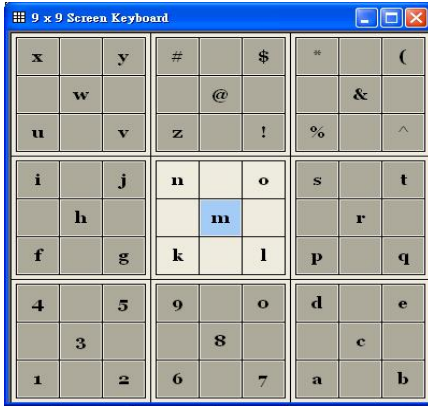 9 x 9 Screen Keyboard
x y # $ * (
w @ &
u v z ! % ^
i j n o s t
h m r
f g k l p q
4 5 9 0 d e
3 8 c
1 2 6 7 a b